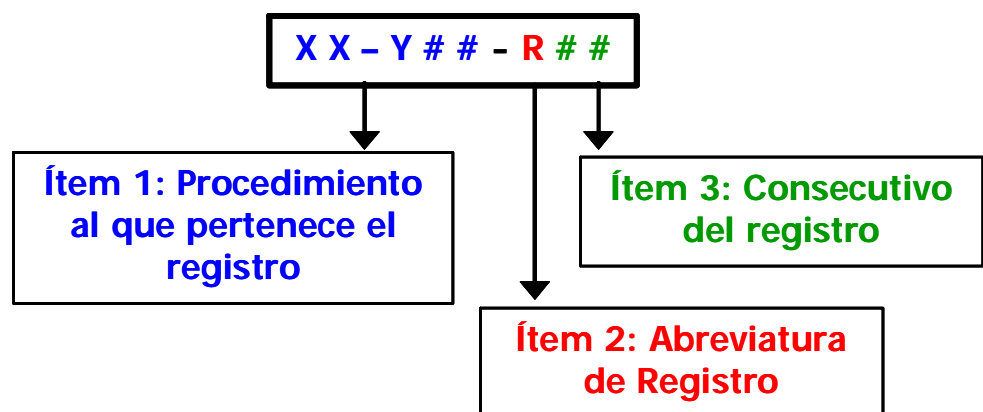 X X – Y # # - R # #
Ítem 1: Procedimiento
al que pertenece el
registro
Ítem 3: Consecutivo
del registro
Ítem 2: Abreviatura
de Registro